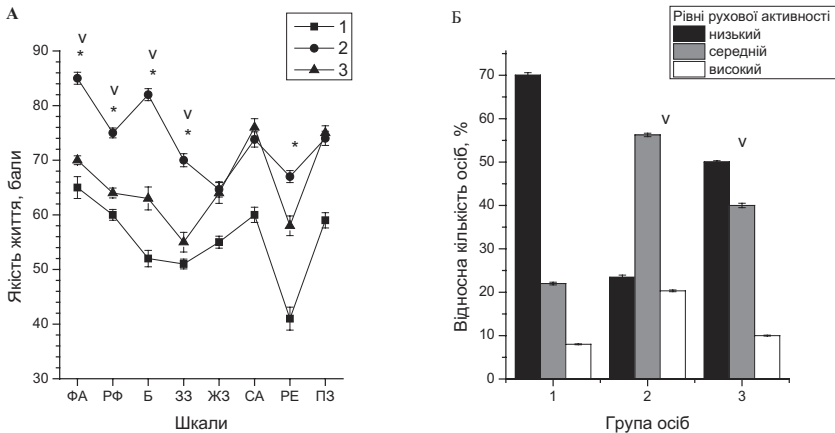 А
Якість життя, бали
90
80
70
60
50
40
30
v
*
v
*
v
*
v
*
*
1
2
3
ФА РФ Б ЗЗ ЖЗ СА РЕ ПЗ
Шкали
Б
Рівні рухової активності
низький
середній
високий
Відносна кількість осіб, %
70
60
50
40
30
20
10
0
v
v
1 2 3
Група осіб